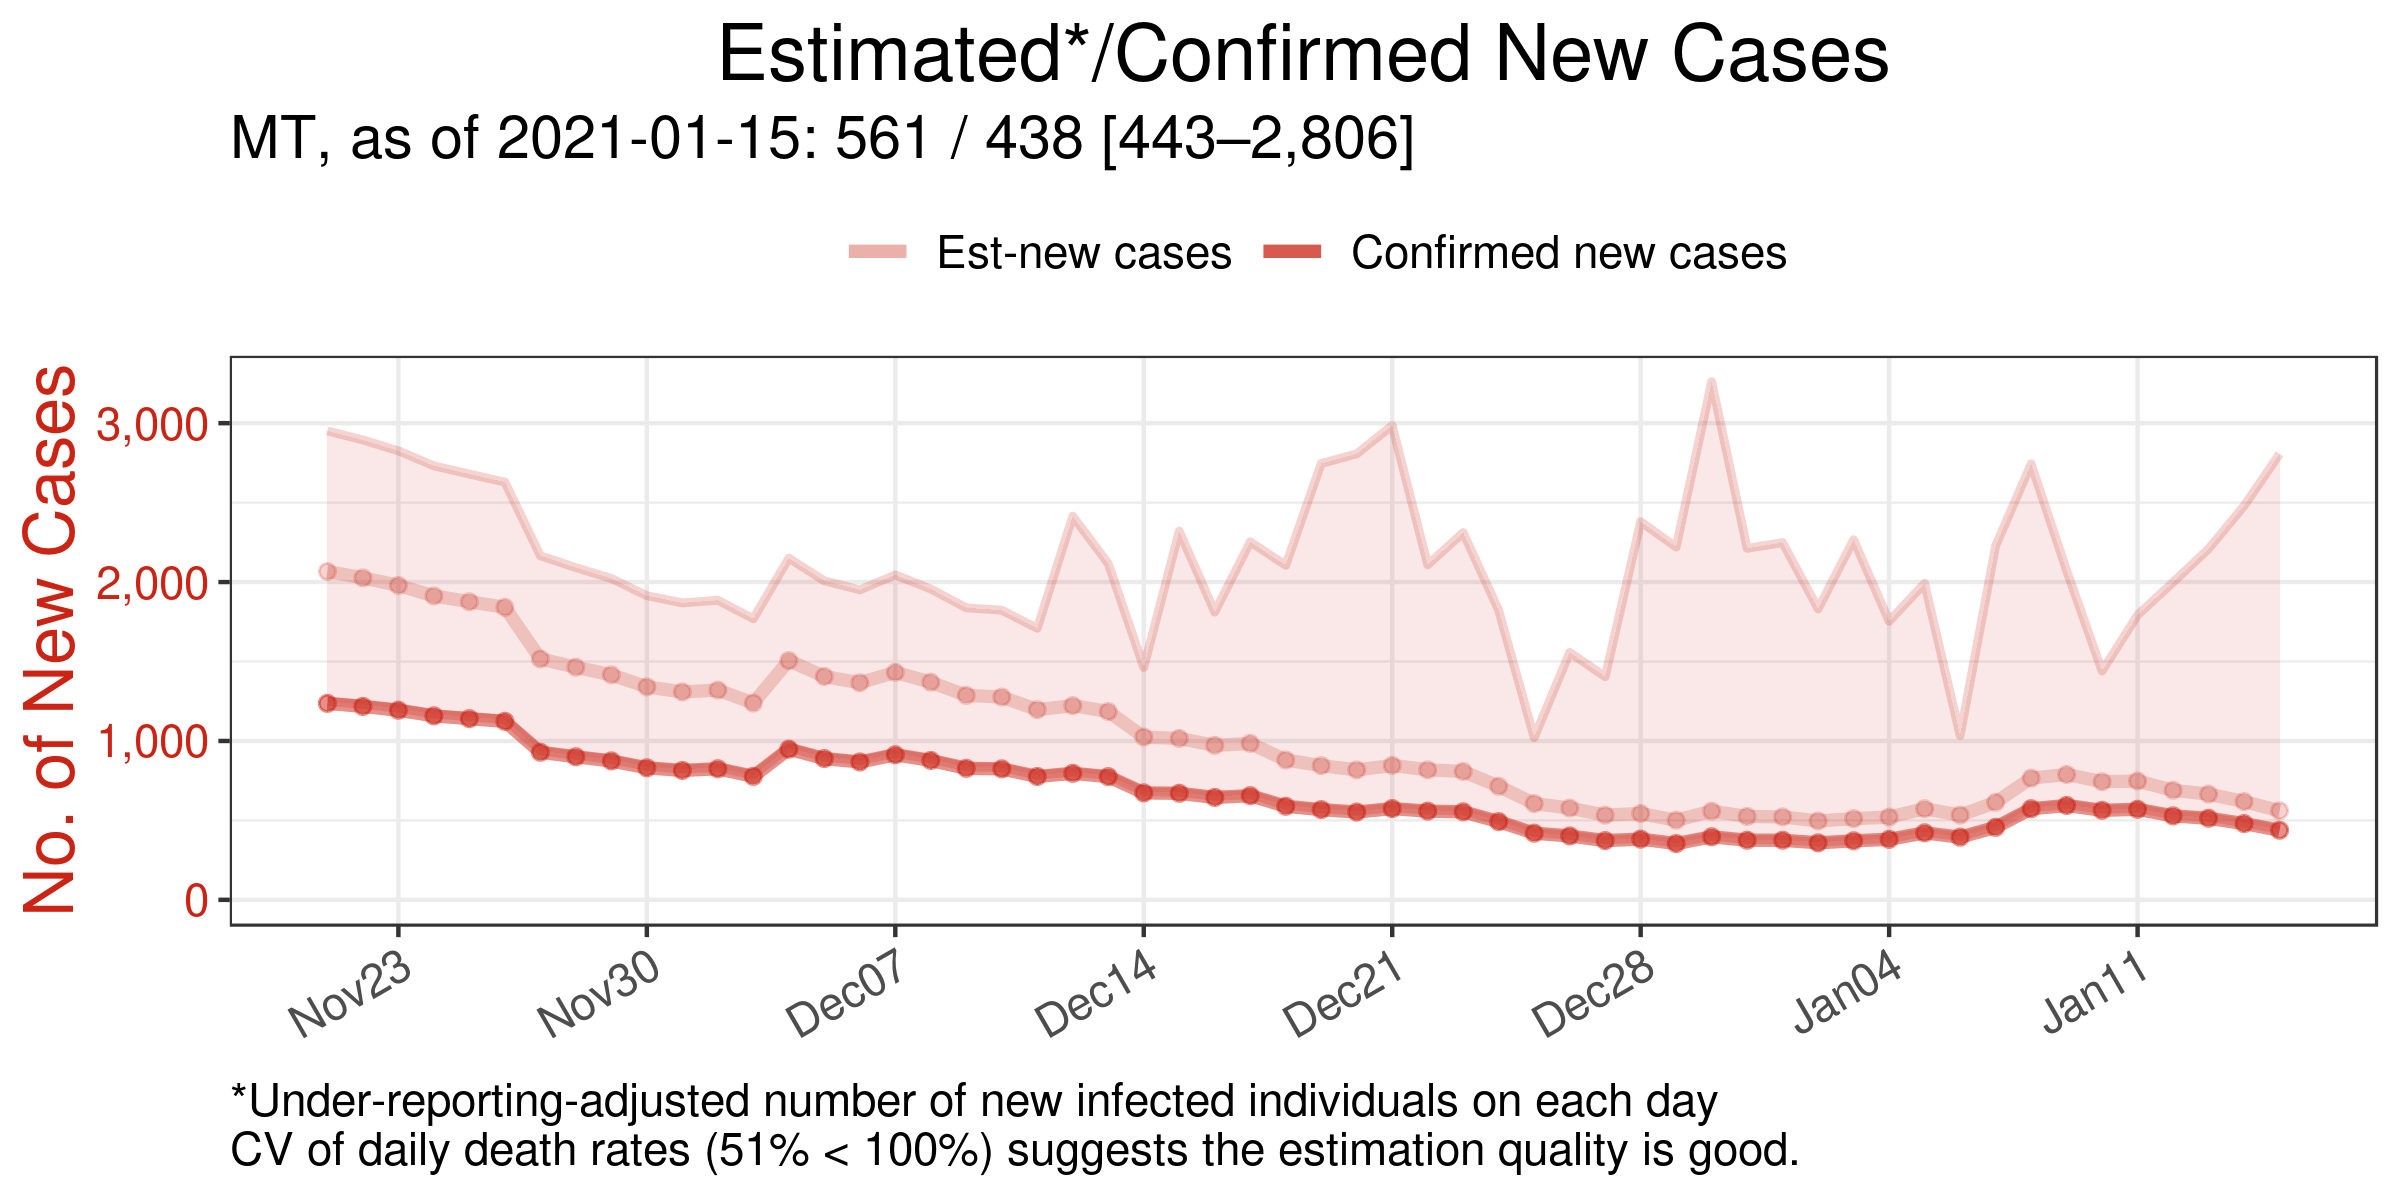 Estimated*/Confirmed New Cases
MT, as of 2021-01-15: 561 / 438 [443–2,806]
Est-new cases
Confirmed new cases
No. of New Cases
3,000
2,000
1,000
0
Nov23
Nov30
Dec07
Dec14
Dec21
Dec28
Jan04
Jan11
*Under-reporting-adjusted number of new infected individuals on each day
CV of daily death rates (51% < 100%) suggests the estimation quality is good.